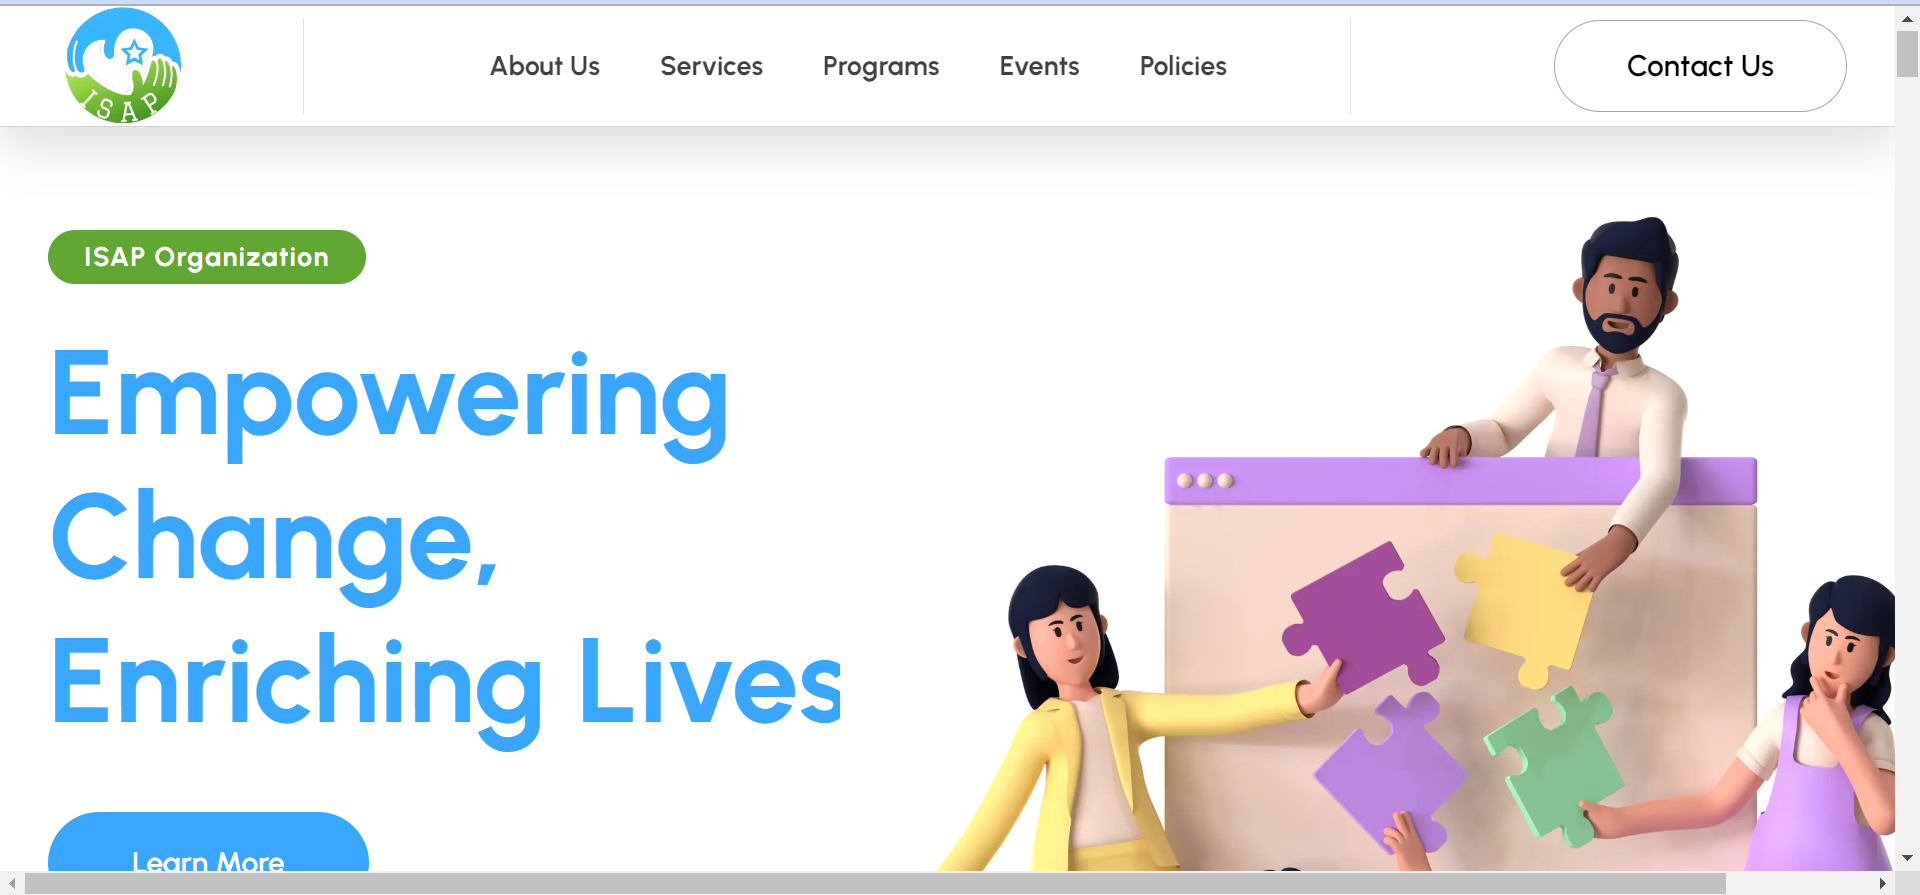 ISAP
About Us
Services
Programs
Events
Policies
Contact Us
ISAP Organization
Empowering
Change,
Enriching Lives
Learn More